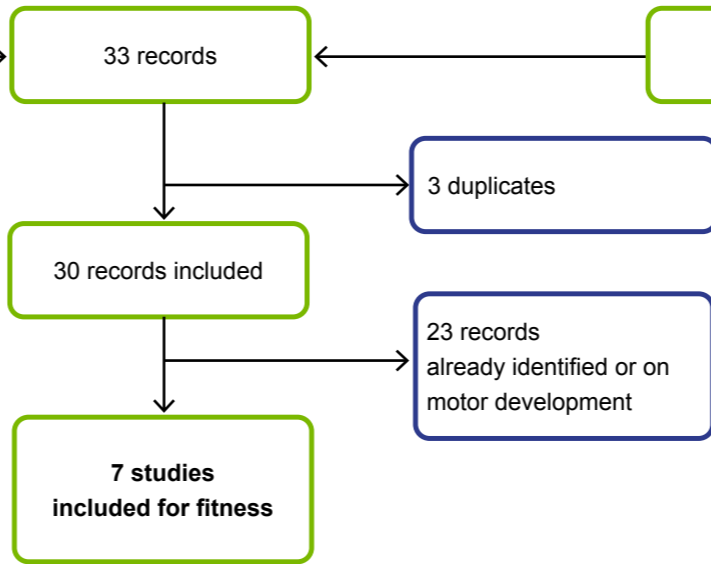 33 records
3 duplicates
30 records included
23 records
already identified or on
motor development
7 studies
included for fitness